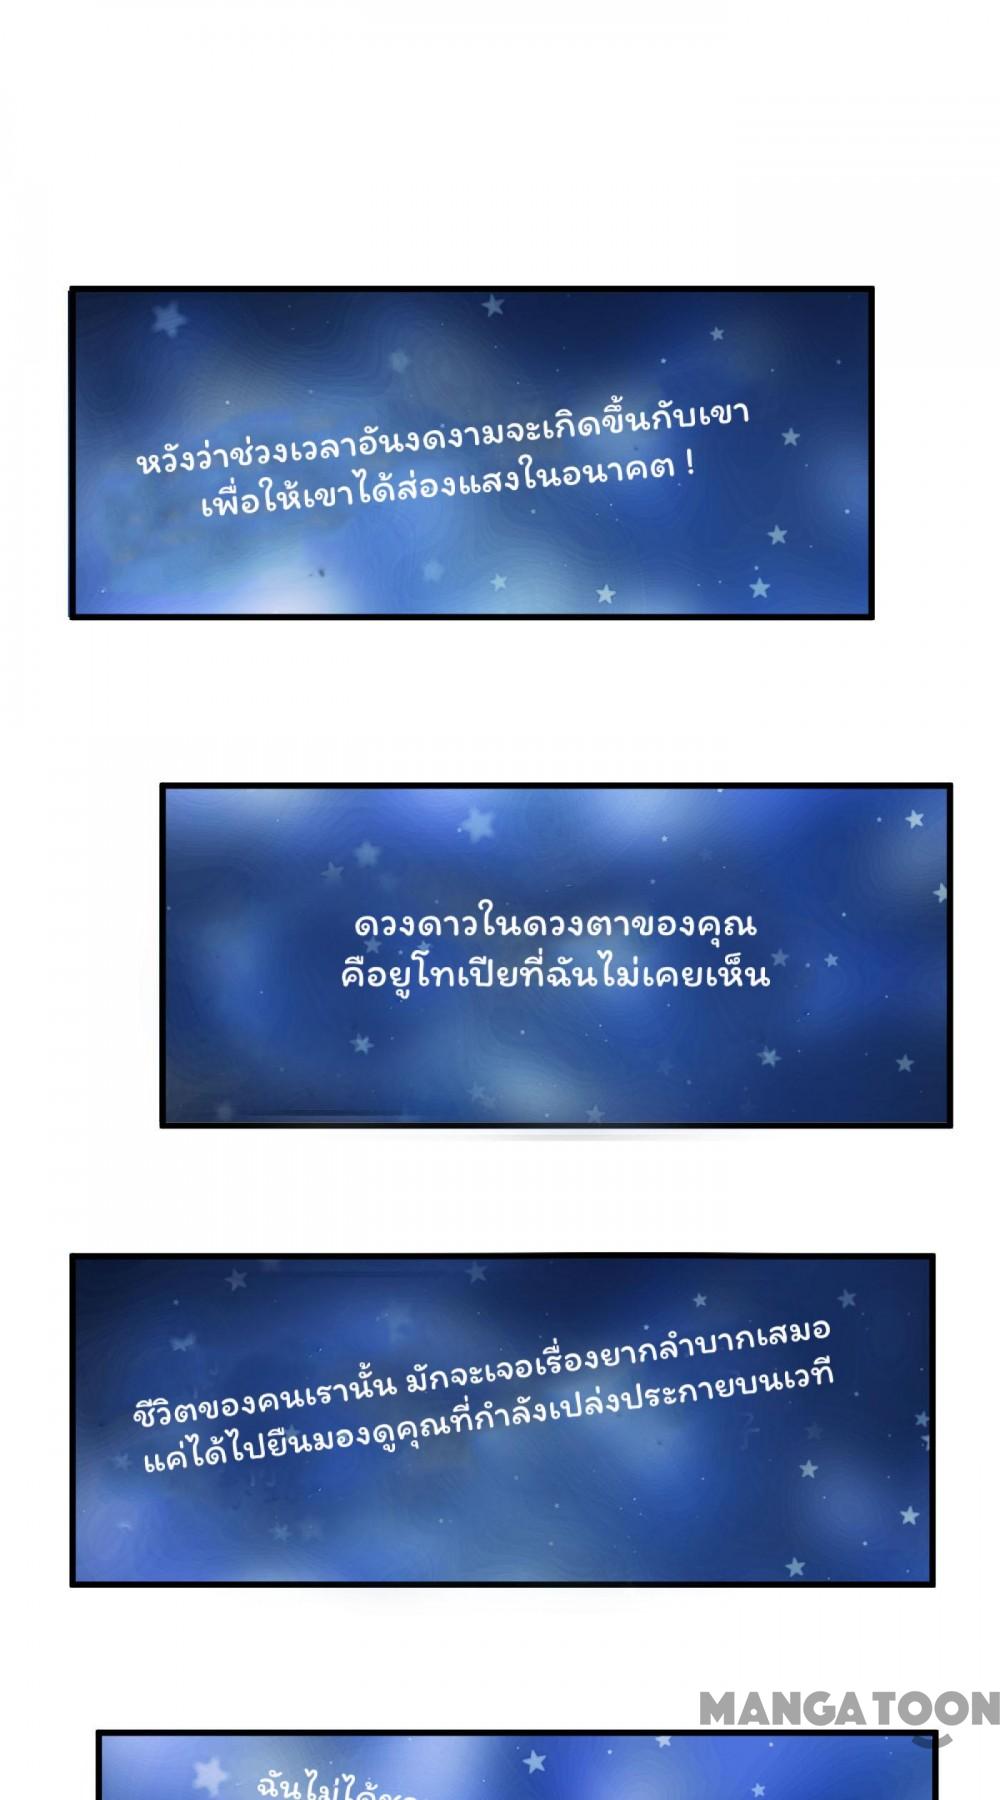 หวังว่าช่วงเวลาอันงดงามจะเกิดขึ้นกับเขา
เพื่อให้เขาได้ส่องแสงในอนาคต !
ดวงดาวในดวงตาของคุณ
คือยูโทเปียที่ฉันไม่เคยเห็น
ชีวิตของคนเรานั้น มักจะเจอเรื่องยากลำบากเสมอ
แค่ได้ไปยืนมองดูคุณที่กำลังเปล่งประกายบนเวที
MANGATOON
ฉันไม่ได้